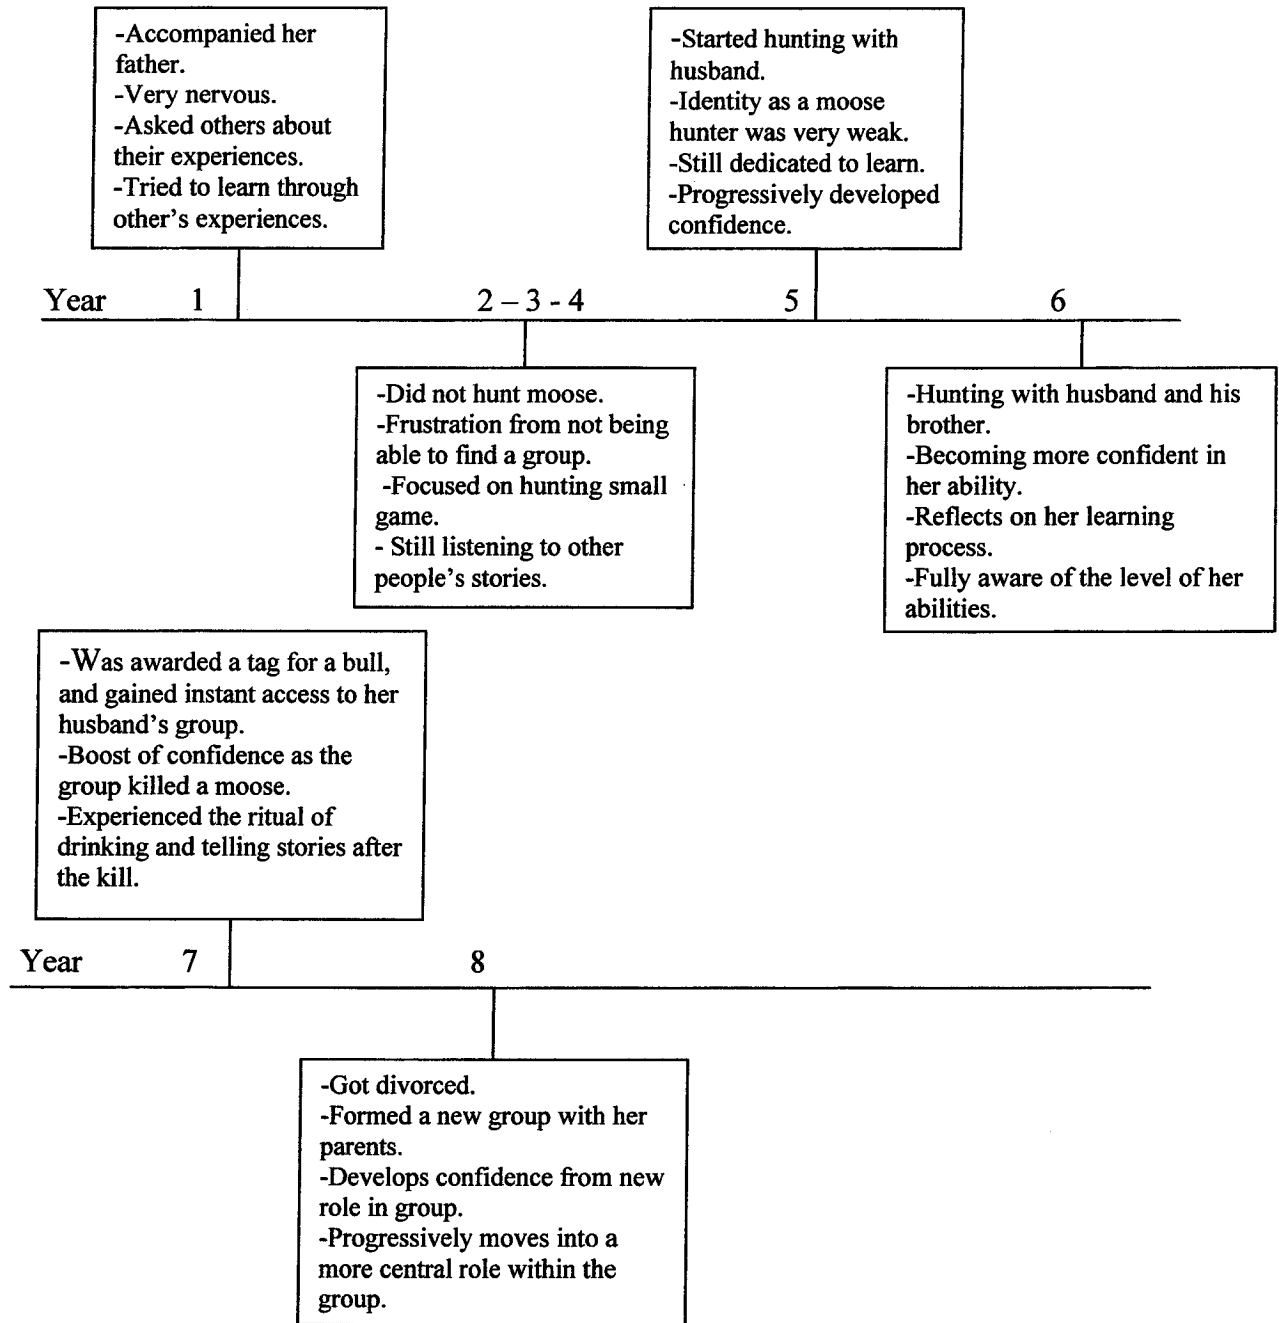 -Accompanied her
father.
-Very nervous.
-Asked others about
their experiences.
-Tried to learn through
other's experiences.
-Started hunting with
husband.
-Identity as a moose
hunter was very weak.
-Still dedicated to learn.
-Progressively developed
confidence.
Year 1 2 – 3 - 4 5 6
-Did not hunt moose.
-Frustration from not being
able to find a group.
-Focused on hunting small
game.
- Still listening to other
people's stories.
-Hunting with husband and his
brother.
-Becoming more confident in
her ability.
-Reflects on her learning
process.
-Fully aware of the level of her
abilities.
-Was awarded a tag for a bull,
and gained instant access to her
husband's group.
-Boost of confidence as the
group killed a moose.
-Experienced the ritual of
drinking and telling stories after
the kill.
Year 7 8
-Got divorced.
-Formed a new group with her
parents.
-Develops confidence from new
role in group.
-Progressively moves into a
more central role within the
group.